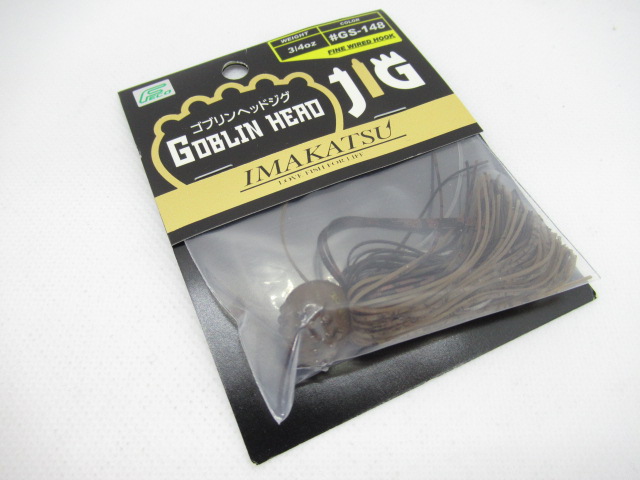 WEIGHT
3/4oz
COLOR
#GS-148
FINE WIRED HOOK
FECO
ゴブリンヘッドジグ
GOBLIN HEAD
JIG
IMAKATSU
LOVE FISH FOR LIFE